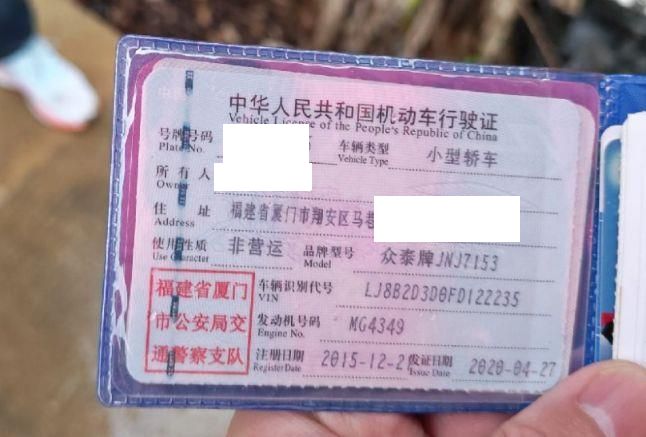 中华人民共和国机动车行驶证
Vehicle License of the People's Republic of China
号牌号码 车辆类型 小型轿车
Plate No. Vehicle Type
所有人
Owner
住址 福建省厦门市翔安区马巷
Address
使用性质 非营运 品牌型号 众泰牌JNJ7153
Use Character Model
福建省厦门 车辆识别代号 LJ8B2D3D0FD122235
VIN
市公安局交 发动机号码 MG4349
Engine No.
通警察支队 注册日期 2015-12-2 发证日期 2020-04-27
Register Date Issue Date